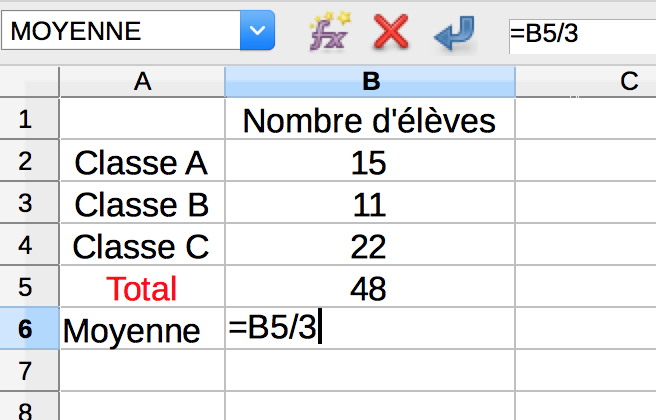 MOYENNE fx =B5/3
A B C
1 Nombre d'élèves
2 Classe A 15
3 Classe B 11
4 Classe C 22
5 Total 48
6 Moyenne =B5/3
7
8